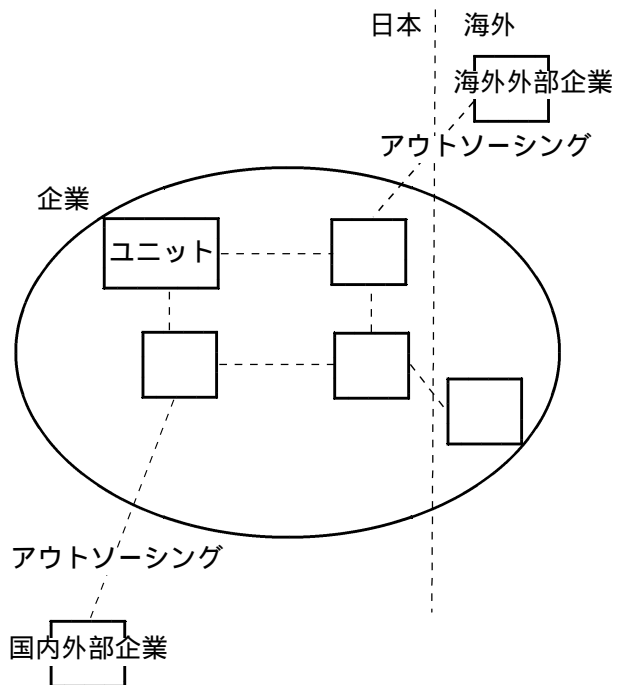 日本 海外
海外外部企業
アウトソーシング
企業
ユニット
アウトソーシング
国内外部企業